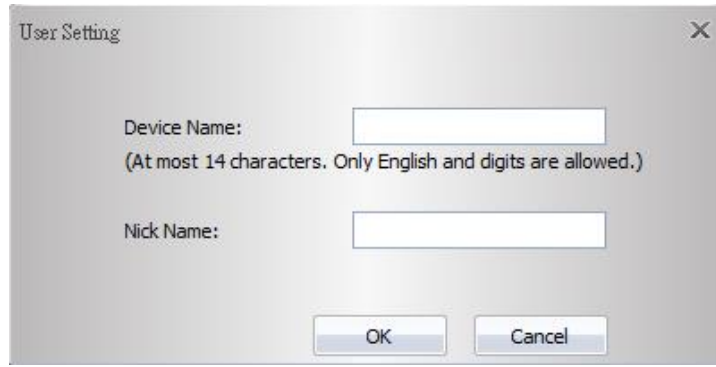 User Setting
Device Name:
(At most 14 characters. Only English and digits are allowed.)
Nick Name:
OK Cancel